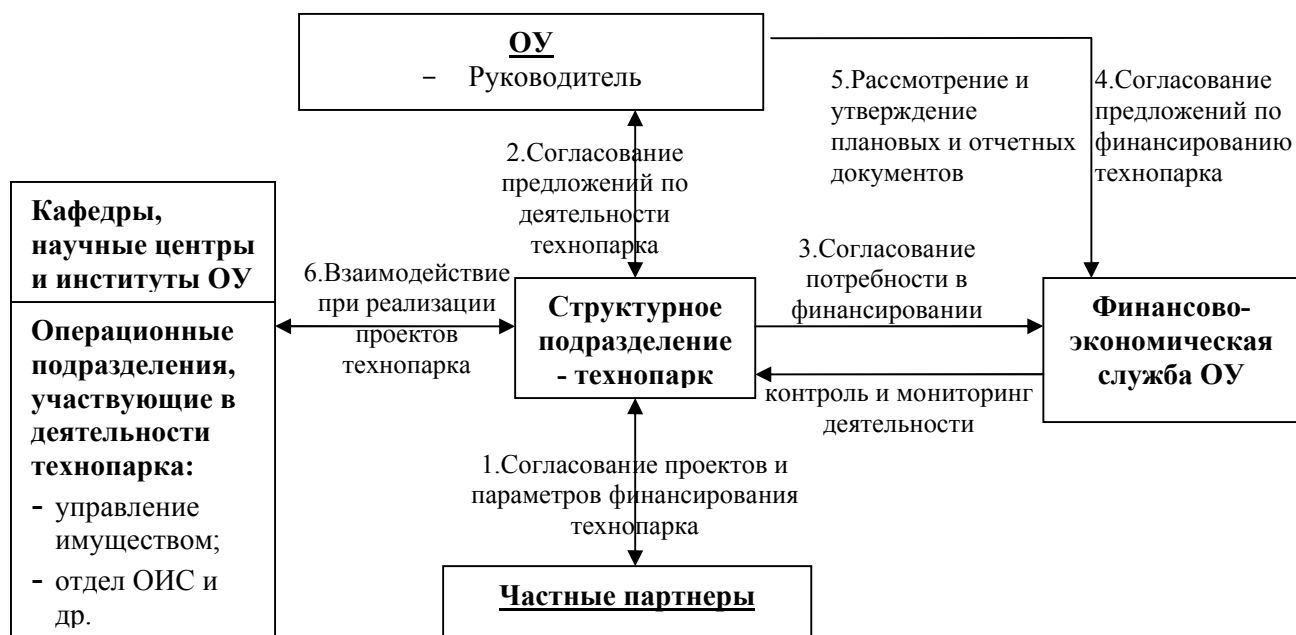 ОУ
- Руководитель
5.Рассмотрение и
утверждение
плановых и отчетных
документов
4.Согласование
предложений по
финансированию
технопарка
2.Согласование
предложений по
деятельности
технопарка
Кафедры,
научные центры
и институты ОУ
Операционные
подразделения,
участвующие в
деятельности
технопарка:
- управление
имуществом;
- отдел ОИС и
др.
6.Взаимодействие
при реализации
проектов
технопарка
Структурное
подразделение
- технопарк
3.Согласование
потребности в
финансировании
контроль и мониторинг
деятельности
Финансово-
экономическая
служба ОУ
1.Согласование проектов и
параметров финансирования
технопарка
Частные партнеры